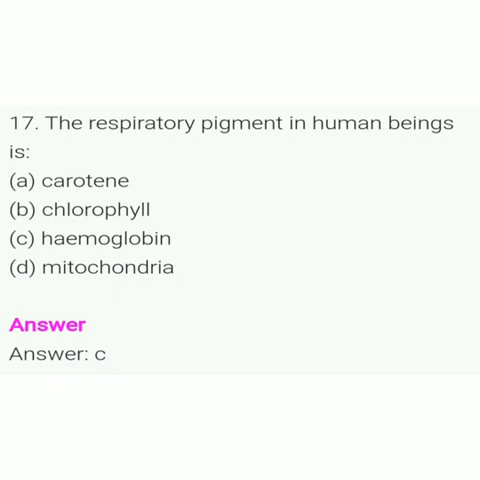 17. The respiratory pigment in human beings
is:
(a) carotene
(b) chlorophyll
(c) haemoglobin
(d) mitochondria
Answer
Answer: c